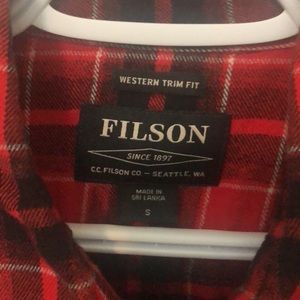 WESTERN TRIM FIT
FILSON
SINCE 1897
C.C. FILSON CO. – SEATTLE, WA
MADE IN
SRI LANKA
S